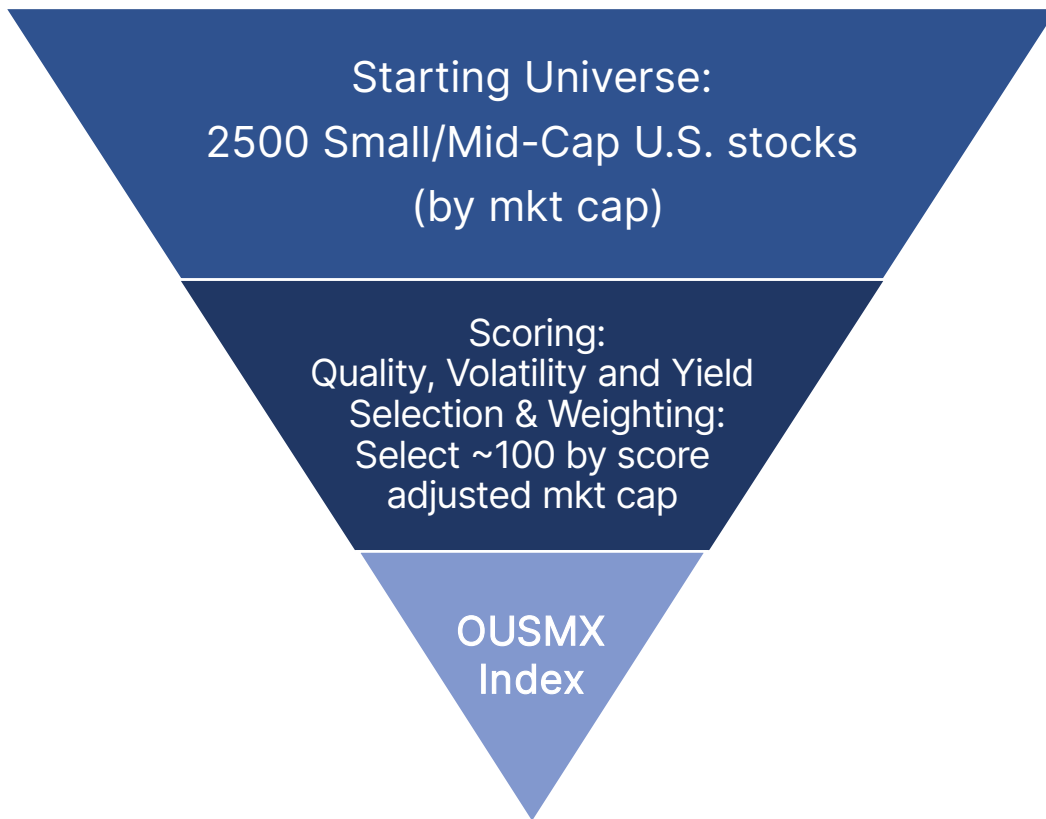 Starting Universe:
2500 Small/Mid-Cap U.S. stocks
(by mkt cap)
Scoring:
Quality, Volatility and Yield
Selection & Weighting:
Select ~100 by score
adjusted mkt cap
OUSMX
Index